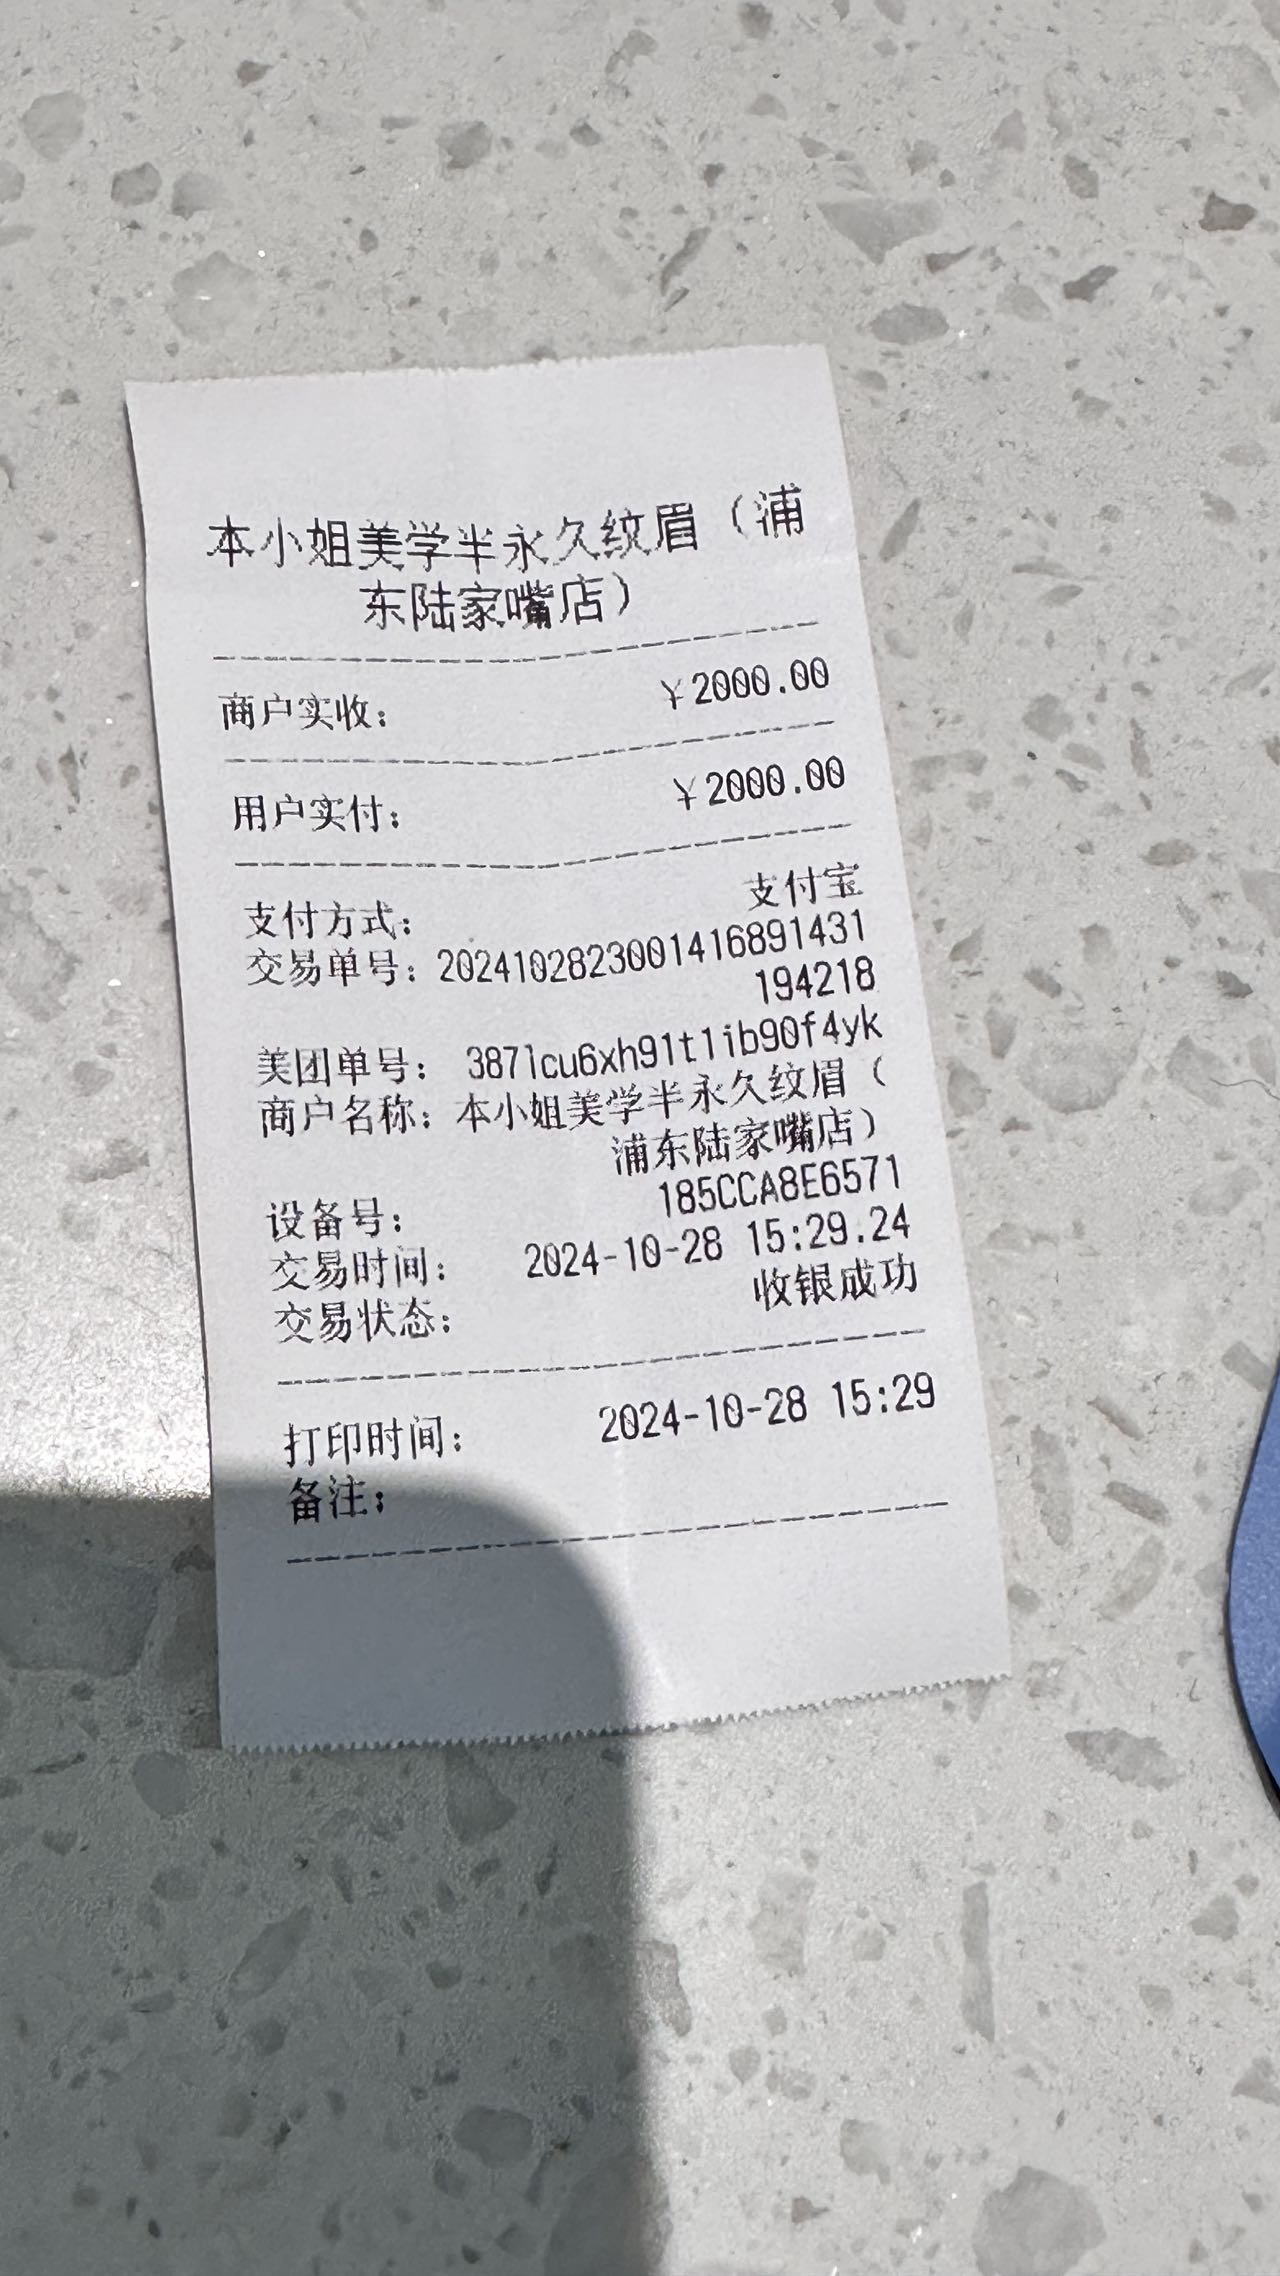 本小姐美学半永久纹眉（浦
东陆家嘴店）
商户实收： ￥2000.00
用户实付： ￥2000.00
支付方式： 支付宝
交易单号：2024102823001416891431
194218
美团单号： 387lcu6xh91t1ib90f4yk
商户名称：本小姐美学半永久纹眉（
浦东陆家嘴店）
设备号： 185CCA8E6571
交易时间： 2024-10-28 15:29.24
交易状态： 收银成功
打印时间： 2024-10-28 15:29
备注：